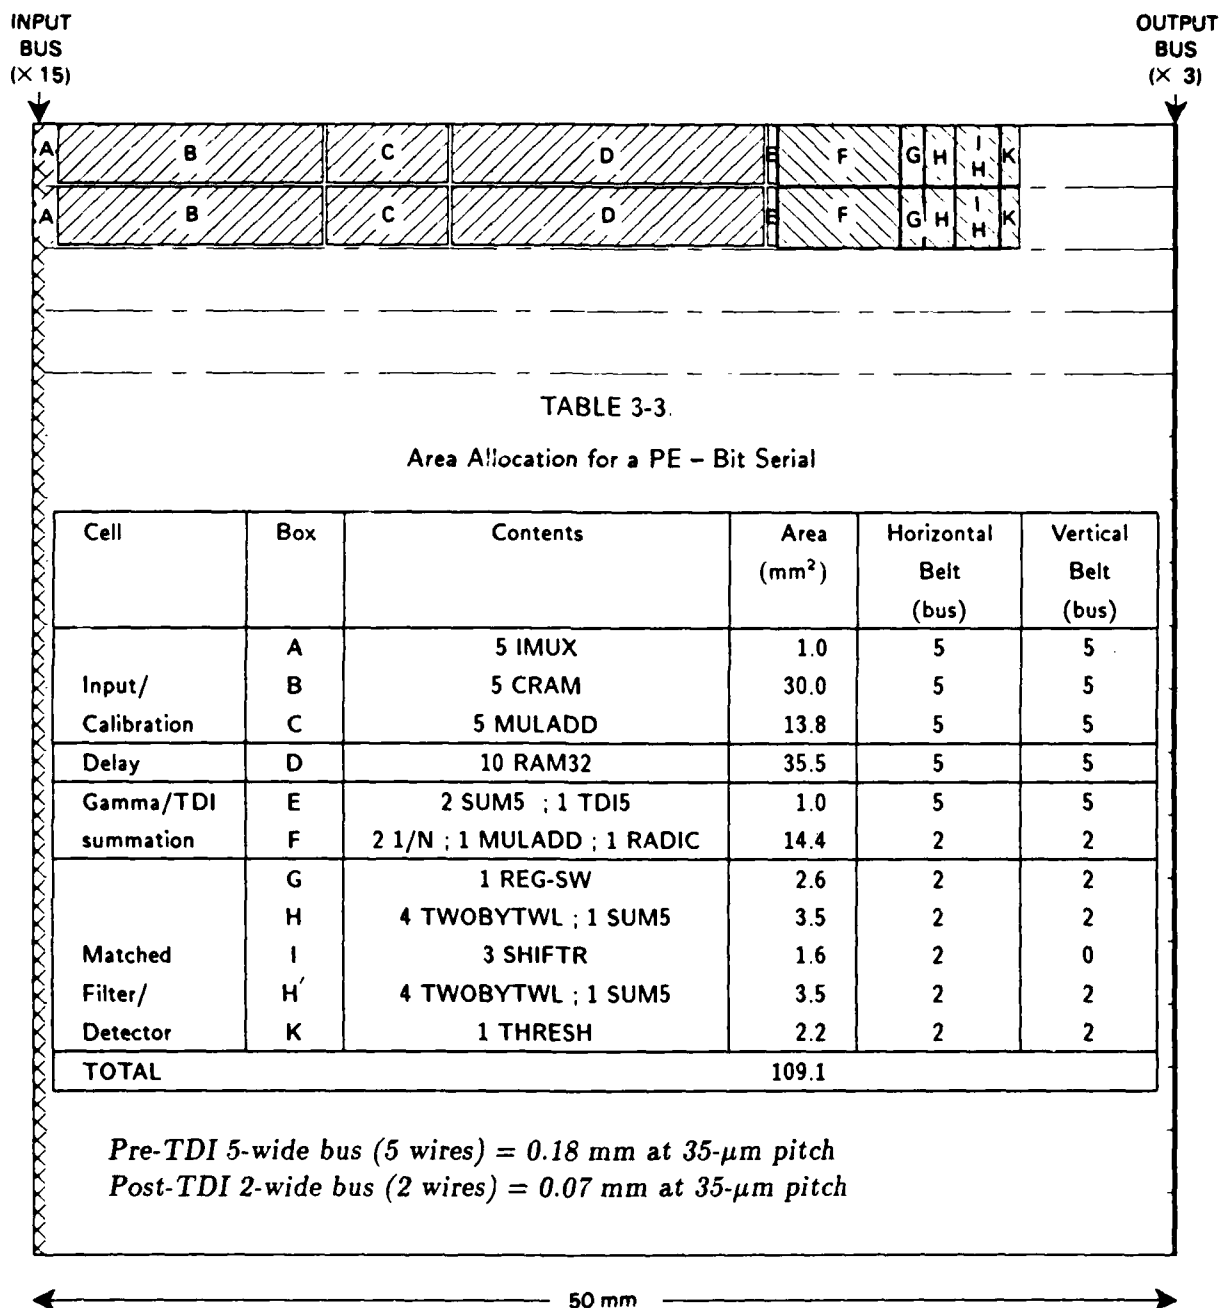 INPUT
BUS
(× 15)
OUTPUT
BUS
(× 3)
A B C D E F G H I H K
A B C D E F G H I H K
TABLE 3-3.
Area Allocation for a PE – Bit Serial
Cell Box Contents Area Horizontal Vertical
(mm²) Belt Belt
(bus) (bus)
A 5 IMUX 1.0 5 5
Input/ B 5 CRAM 30.0 5 5
Calibration C 5 MULADD 13.8 5 5
Delay D 10 RAM32 35.5 5 5
Gamma/TDI E 2 SUM5 ; 1 TDI5 1.0 5 5
summation F 2 1/N ; 1 MULADD ; 1 RADIC 14.4 2 2
G 1 REG-SW 2.6 2 2
H 4 TWOBYTWL ; 1 SUM5 3.5 2 2
Matched I 3 SHIFTR 1.6 2 0
Filter/ H′ 4 TWOBYTWL ; 1 SUM5 3.5 2 2
Detector K 1 THRESH 2.2 2 2
TOTAL 109.1
Pre-TDI 5-wide bus (5 wires) = 0.18 mm at 35-μm pitch
Post-TDI 2-wide bus (2 wires) = 0.07 mm at 35-μm pitch
50 mm